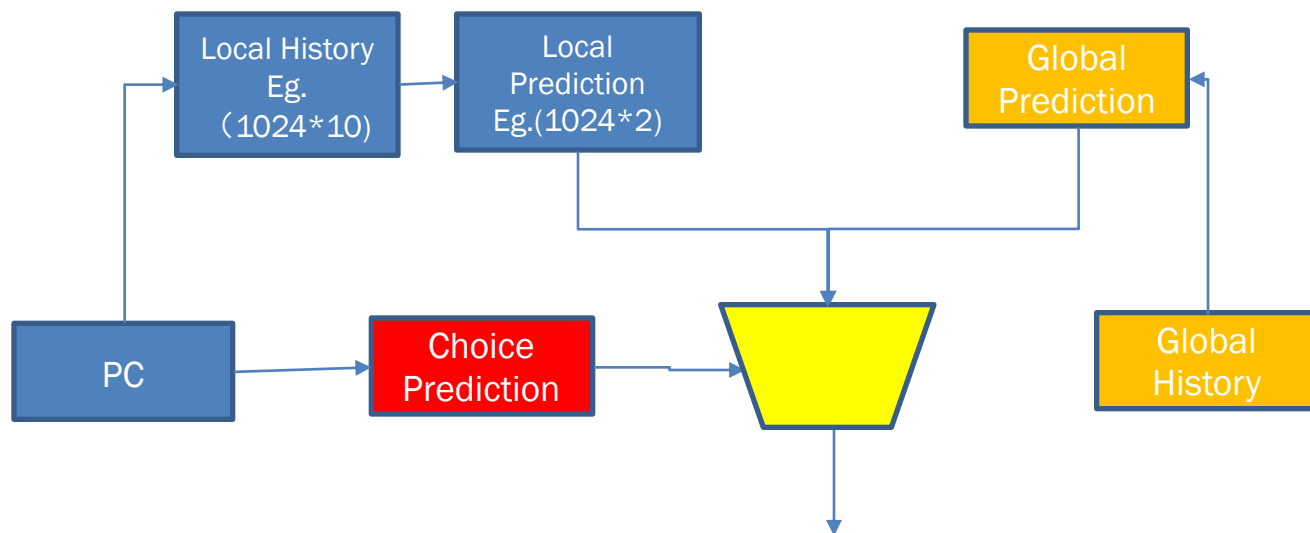 Local History
Eg.
（1024*10)
Local
Prediction
Eg.(1024*2)
Global
Prediction
PC
Choice
Prediction
Global
History